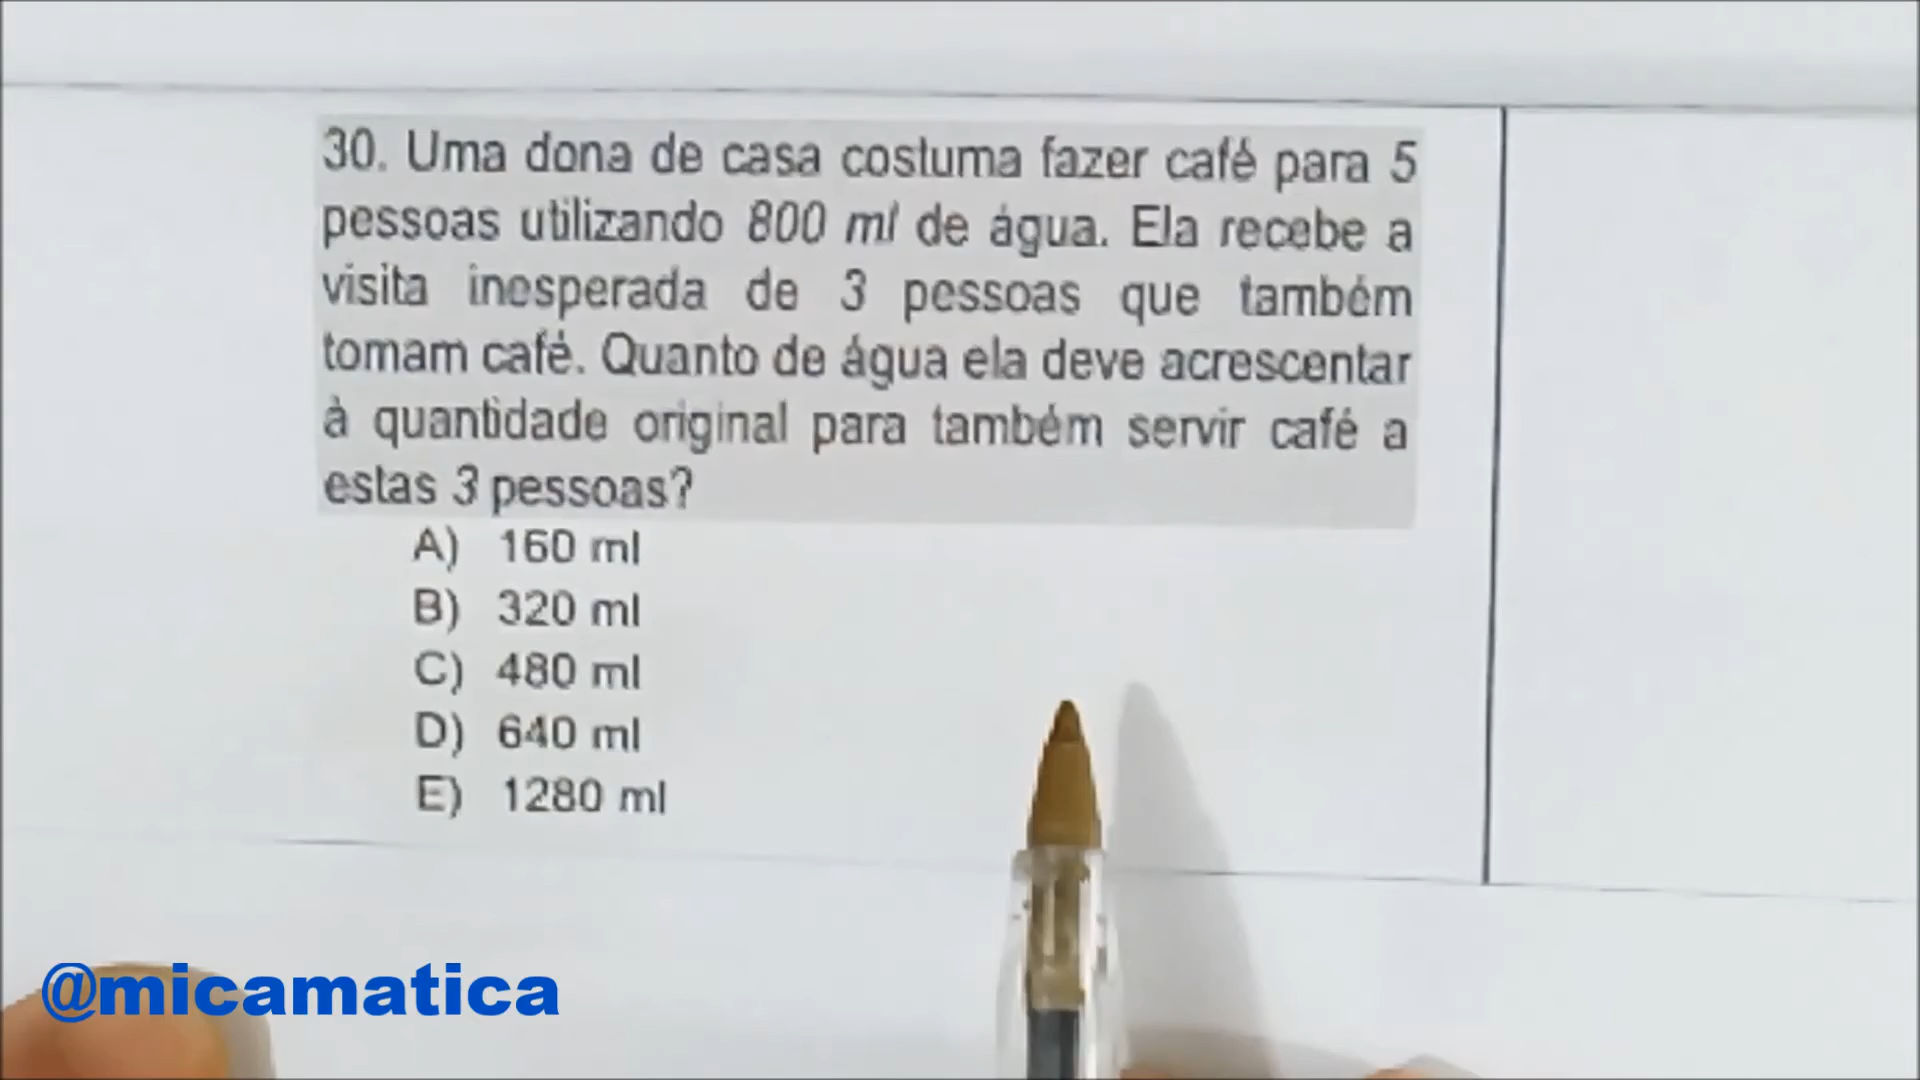 30. Uma dona de casa costuma fazer café para 5
pessoas utilizando 800 ml de água. Ela recebe a
visita inesperada de 3 pessoas que também
tomam café. Quanto de água ela deve acrescentar
à quantidade original para também servir café a
estas 3 pessoas?
A) 160 ml
B) 320 ml
C) 480 ml
D) 640 ml
E) 1280 ml
@micamatica